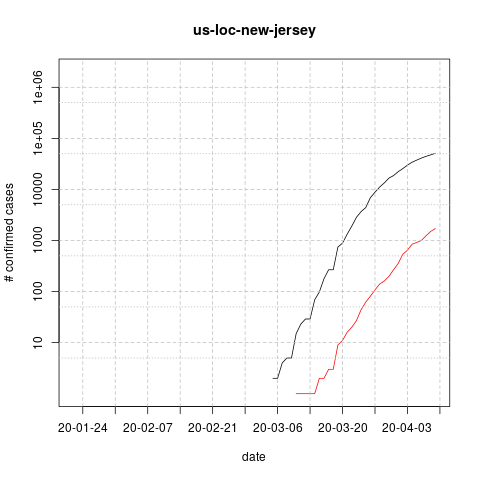 us-loc-new-jersey
# confirmed cases
1e+06
1e+05
10000
1000
100
10
20-01-24
20-02-07
20-02-21
20-03-06
20-03-20
20-04-03
date